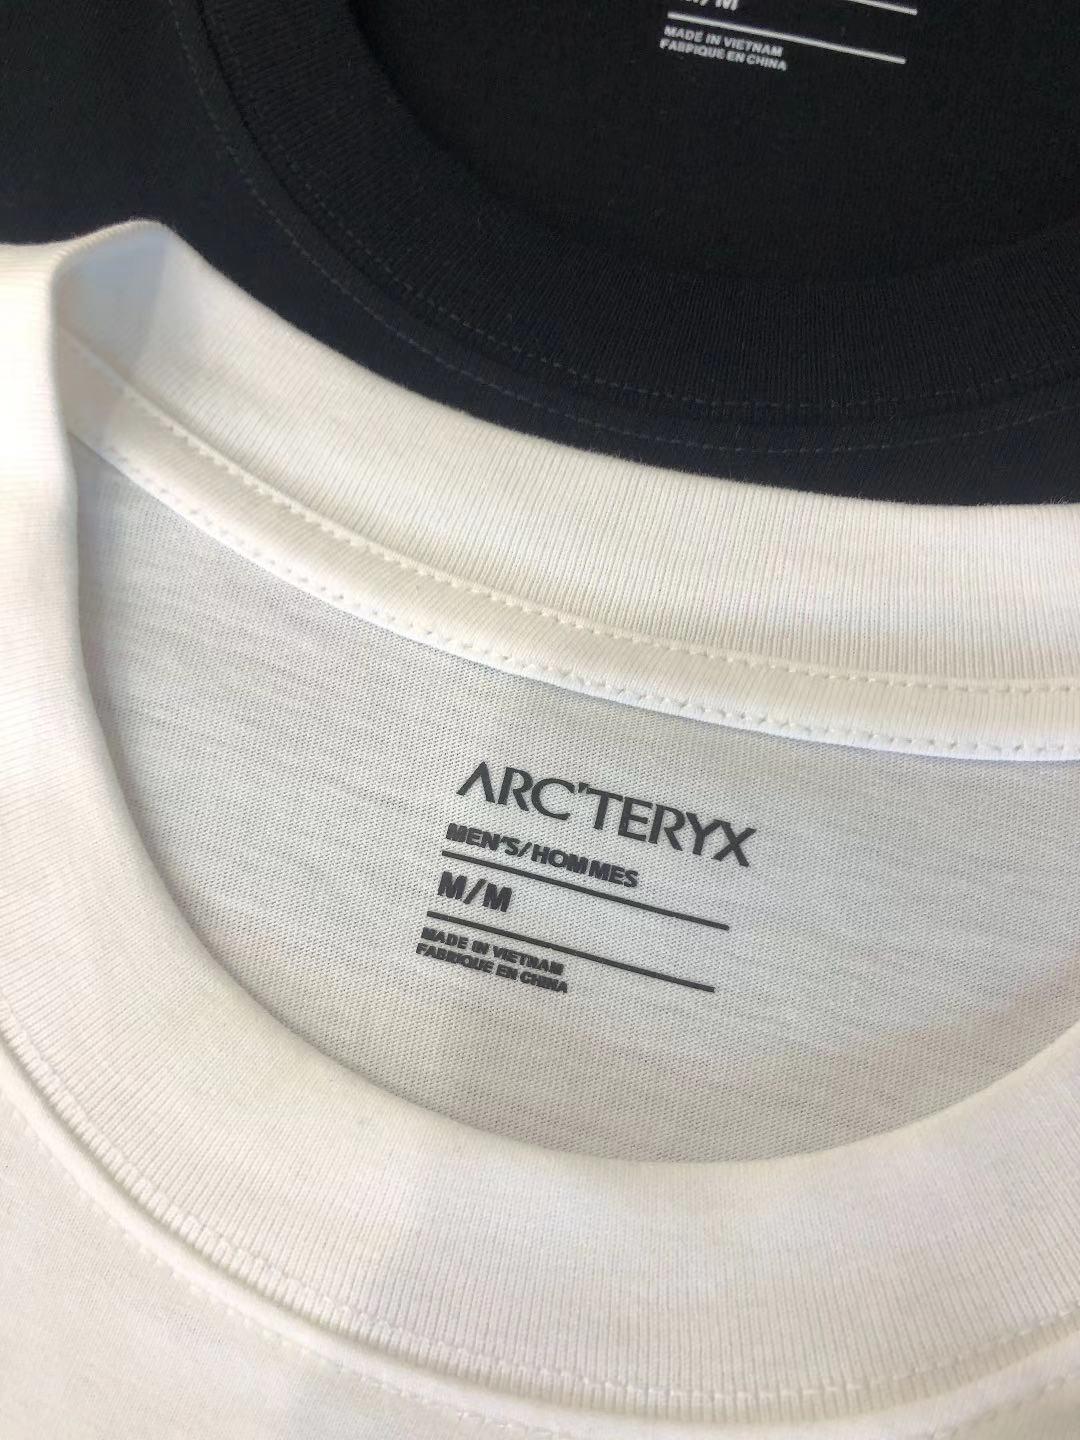 MADE IN VIETNAM
FABRIQUE EN CHINA
ARC'TERYX
MEN'S/HOMMES
M/M
MADE IN VIETNAM
FABRIQUE EN CHINA